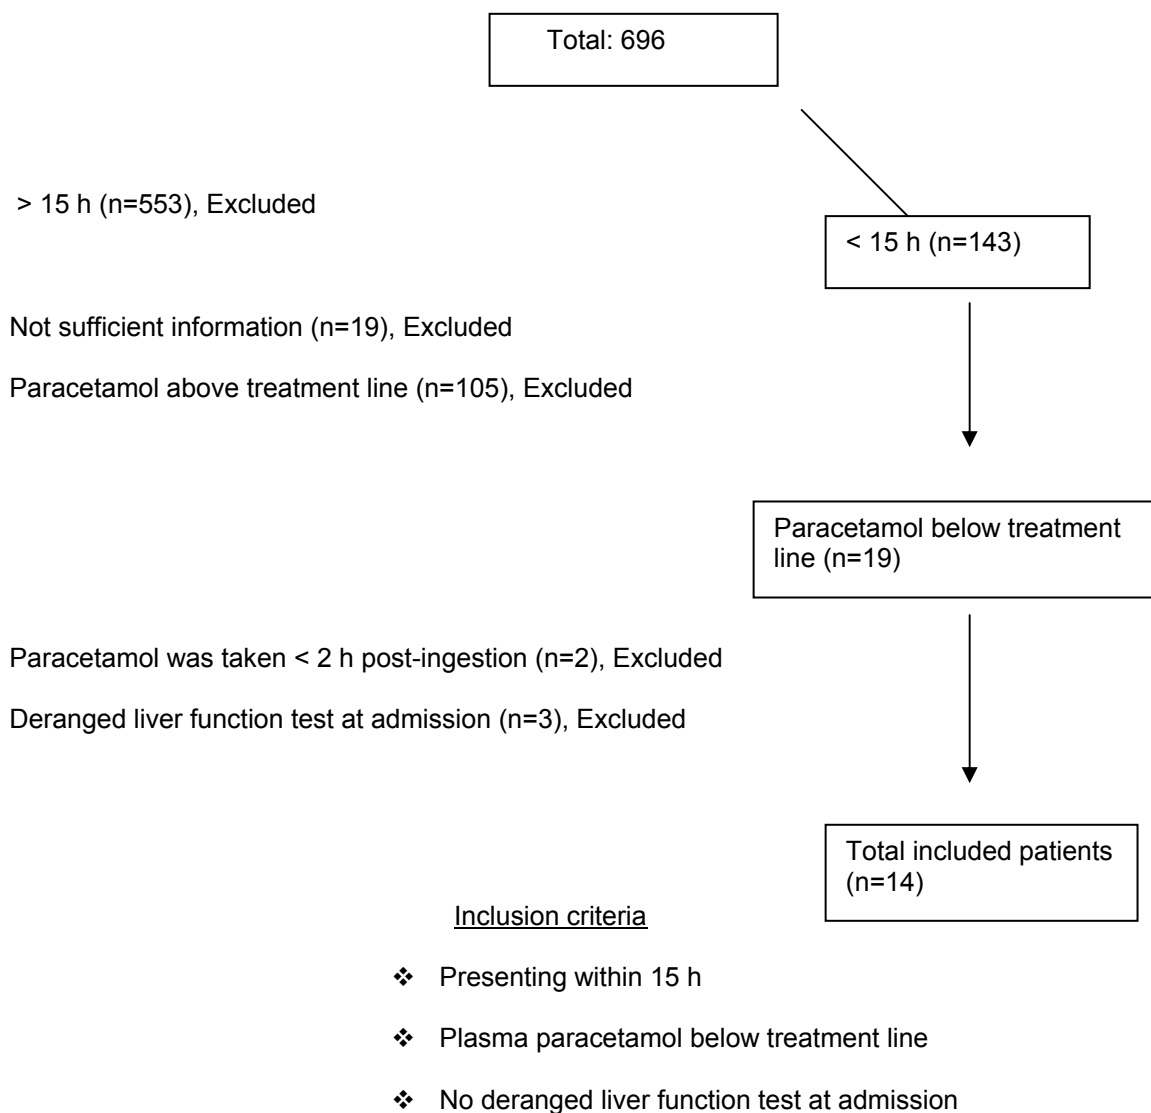 Total: 696
> 15 h (n=553), Excluded
< 15 h (n=143)
Not sufficient information (n=19), Excluded
Paracetamol above treatment line (n=105), Excluded
Paracetamol below treatment
line (n=19)
Paracetamol was taken < 2 h post-ingestion (n=2), Excluded
Deranged liver function test at admission (n=3), Excluded
Total included patients
(n=14)
Inclusion criteria
❖ Presenting within 15 h
❖ Plasma paracetamol below treatment line
❖ No deranged liver function test at admission